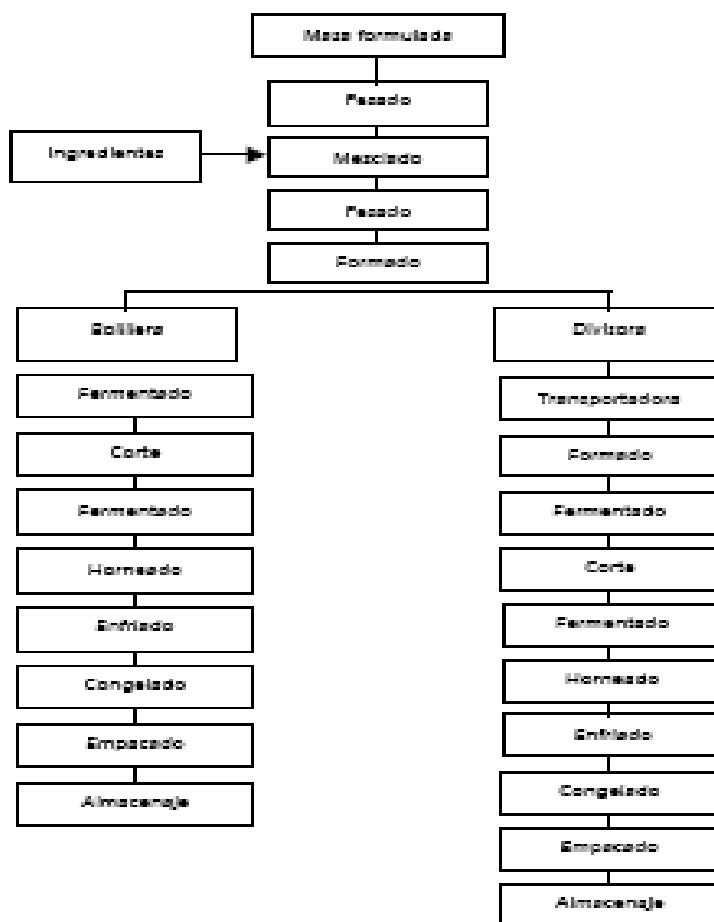 Masa formulada
Pesado
Ingredientes
Mezclado
Pesado
Formado
Bolillera
Divisora
Fermentado
Corte
Fermentado
Horneado
Enfriado
Congelado
Empacado
Almacenaje
Transportadora
Formado
Fermentado
Corte
Fermentado
Horneado
Enfriado
Congelado
Empacado
Almacenaje